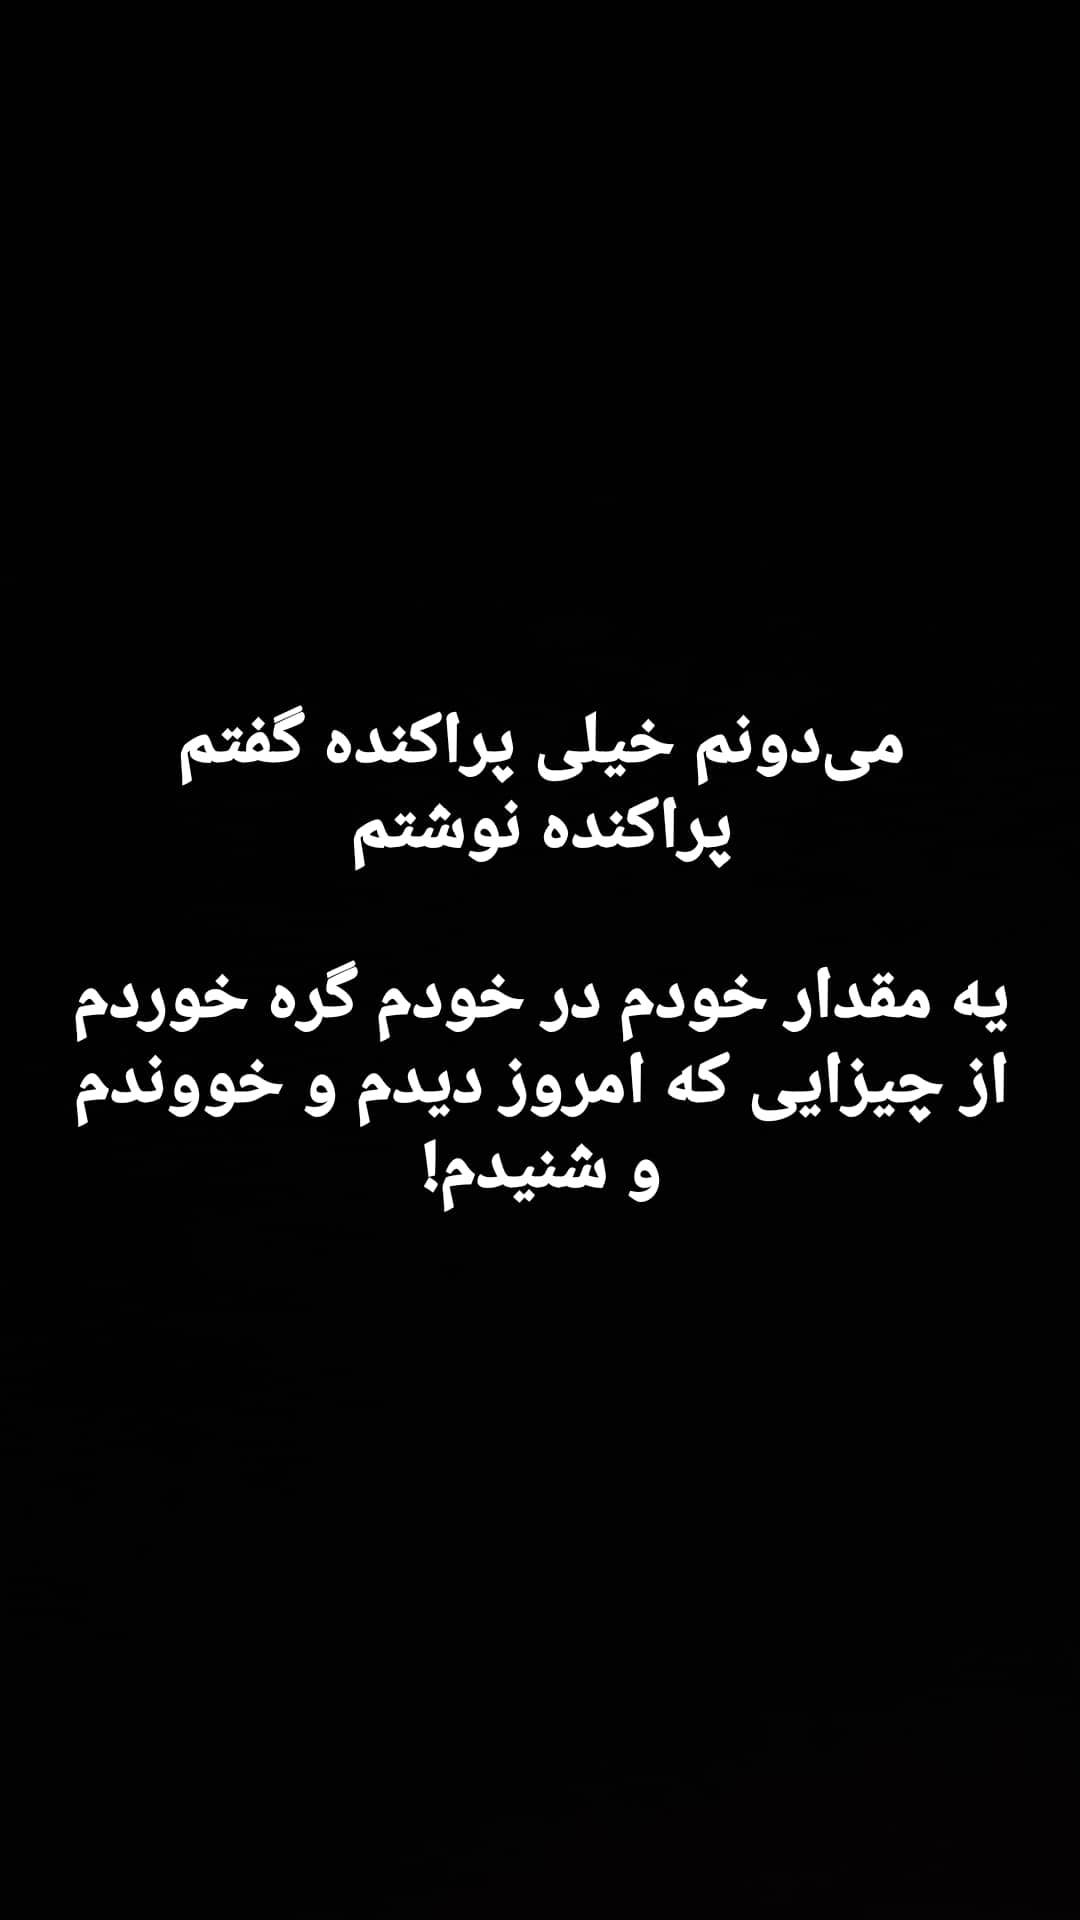 می‌دونم خیلی پراکنده گفتم
پراکنده نوشتم
یه مقدار خودم در خودم گره خوردم
از چیزایی که امروز دیدم و خووندم
و شنیدم!